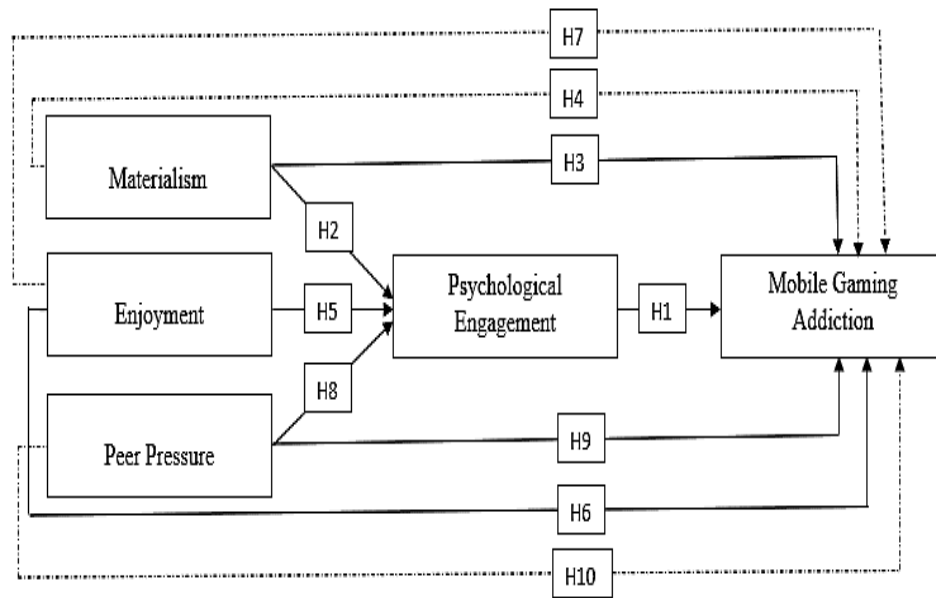 H7
H4
H3
Materialism
H2
Psychological
Engagement
Mobile Gaming
Addiction
Enjoyment
H5
H1
H8
Peer Pressure
H9
H6
H10